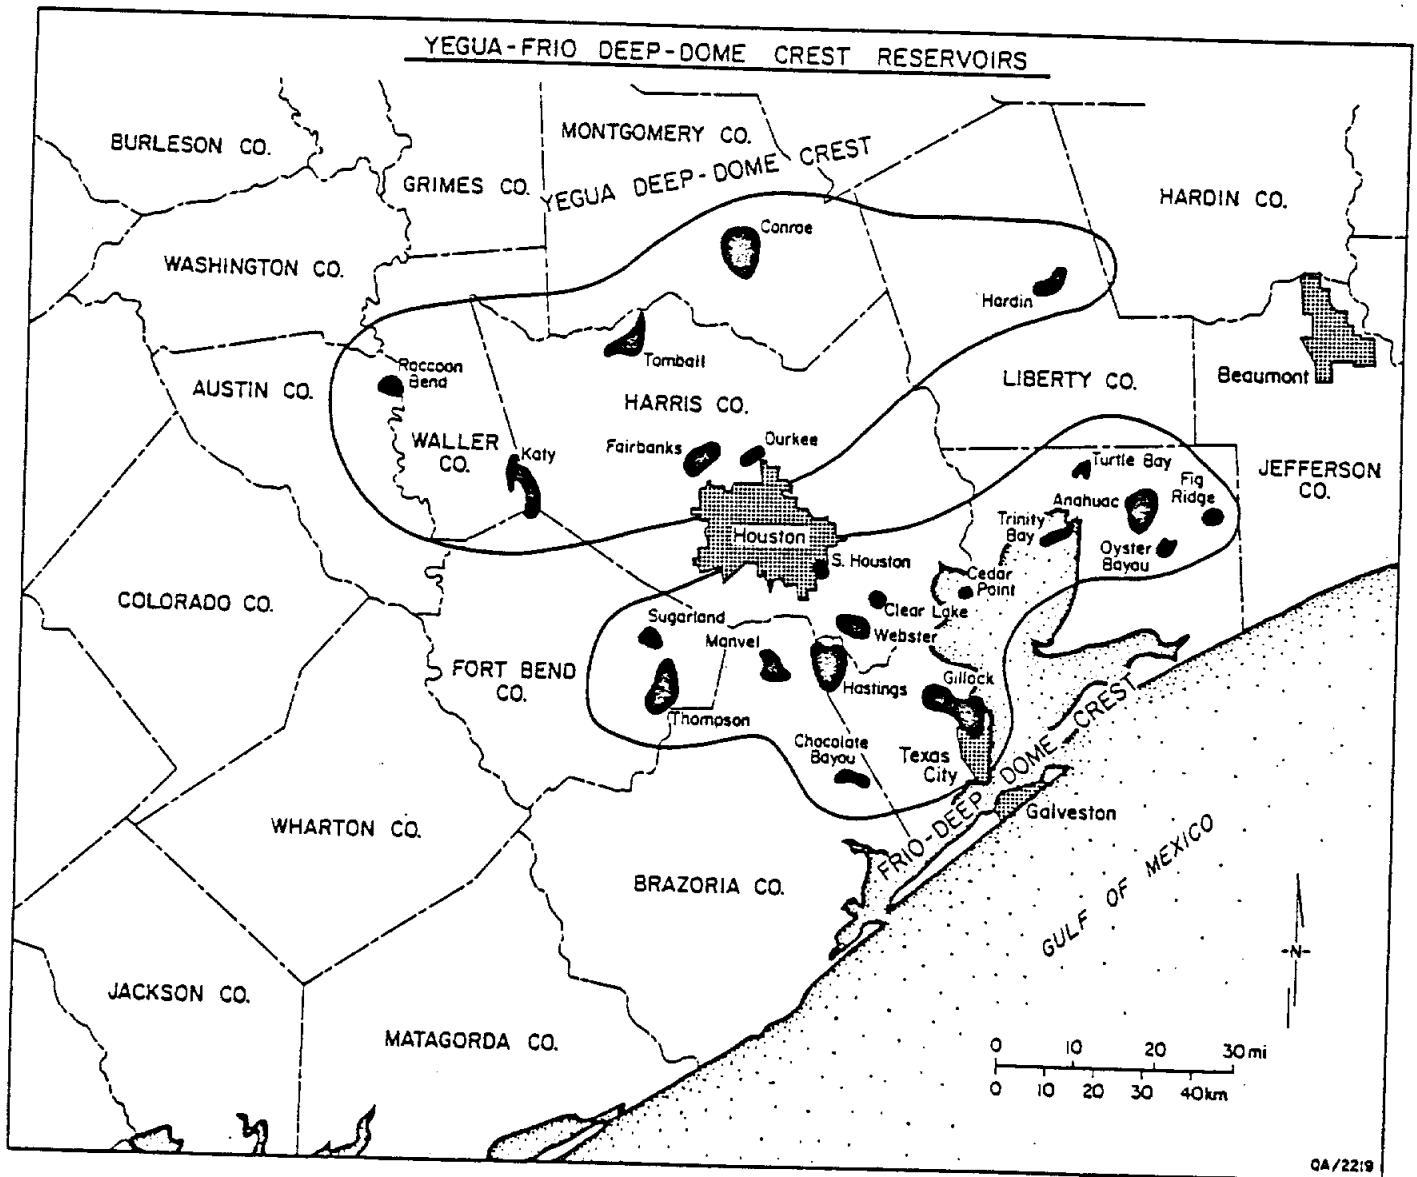 YEGUA-FRIO DEEP-DOME CREST RESERVOIRS
BURLESON CO.
MONTGOMERY CO.
GRIMES CO.
YEGUA DEEP-DOME CREST
HARDIN CO.
WASHINGTON CO.
Conroe
Hardin
Tomball
Raccoon
Bend
AUSTIN CO.
HARRIS CO.
LIBERTY CO.
Beaumont
WALLER
CO.
Katy
Fairbanks
Durkee
Turtle Bay
Fig
Ridge
JEFFERSON
CO.
Anahuac
Trinity
Bay
Oyster
Bayou
Houston
S. Houston
Cedar
Point
COLORADO CO.
Clear Lake
Sugarland
Manvel
Webster
FORT BEND
CO.
Hastings
Gillock
Thompson
Chocolate
Bayou
Texas
City
FRIO-DEEP DOME CREST
Galveston
WHARTON CO.
BRAZORIA CO.
GULF OF MEXICO
-N-
JACKSON CO.
MATAGORDA CO.
0 10 20 30 mi
0 10 20 30 40km
QA/2219